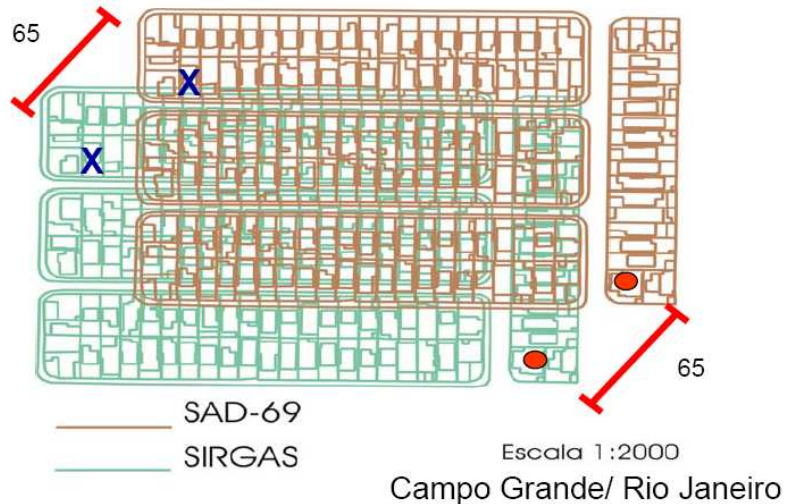 65
X
X
65
SAD-69
SIRGAS
Escala 1:2000
Campo Grande/ Rio Janeiro